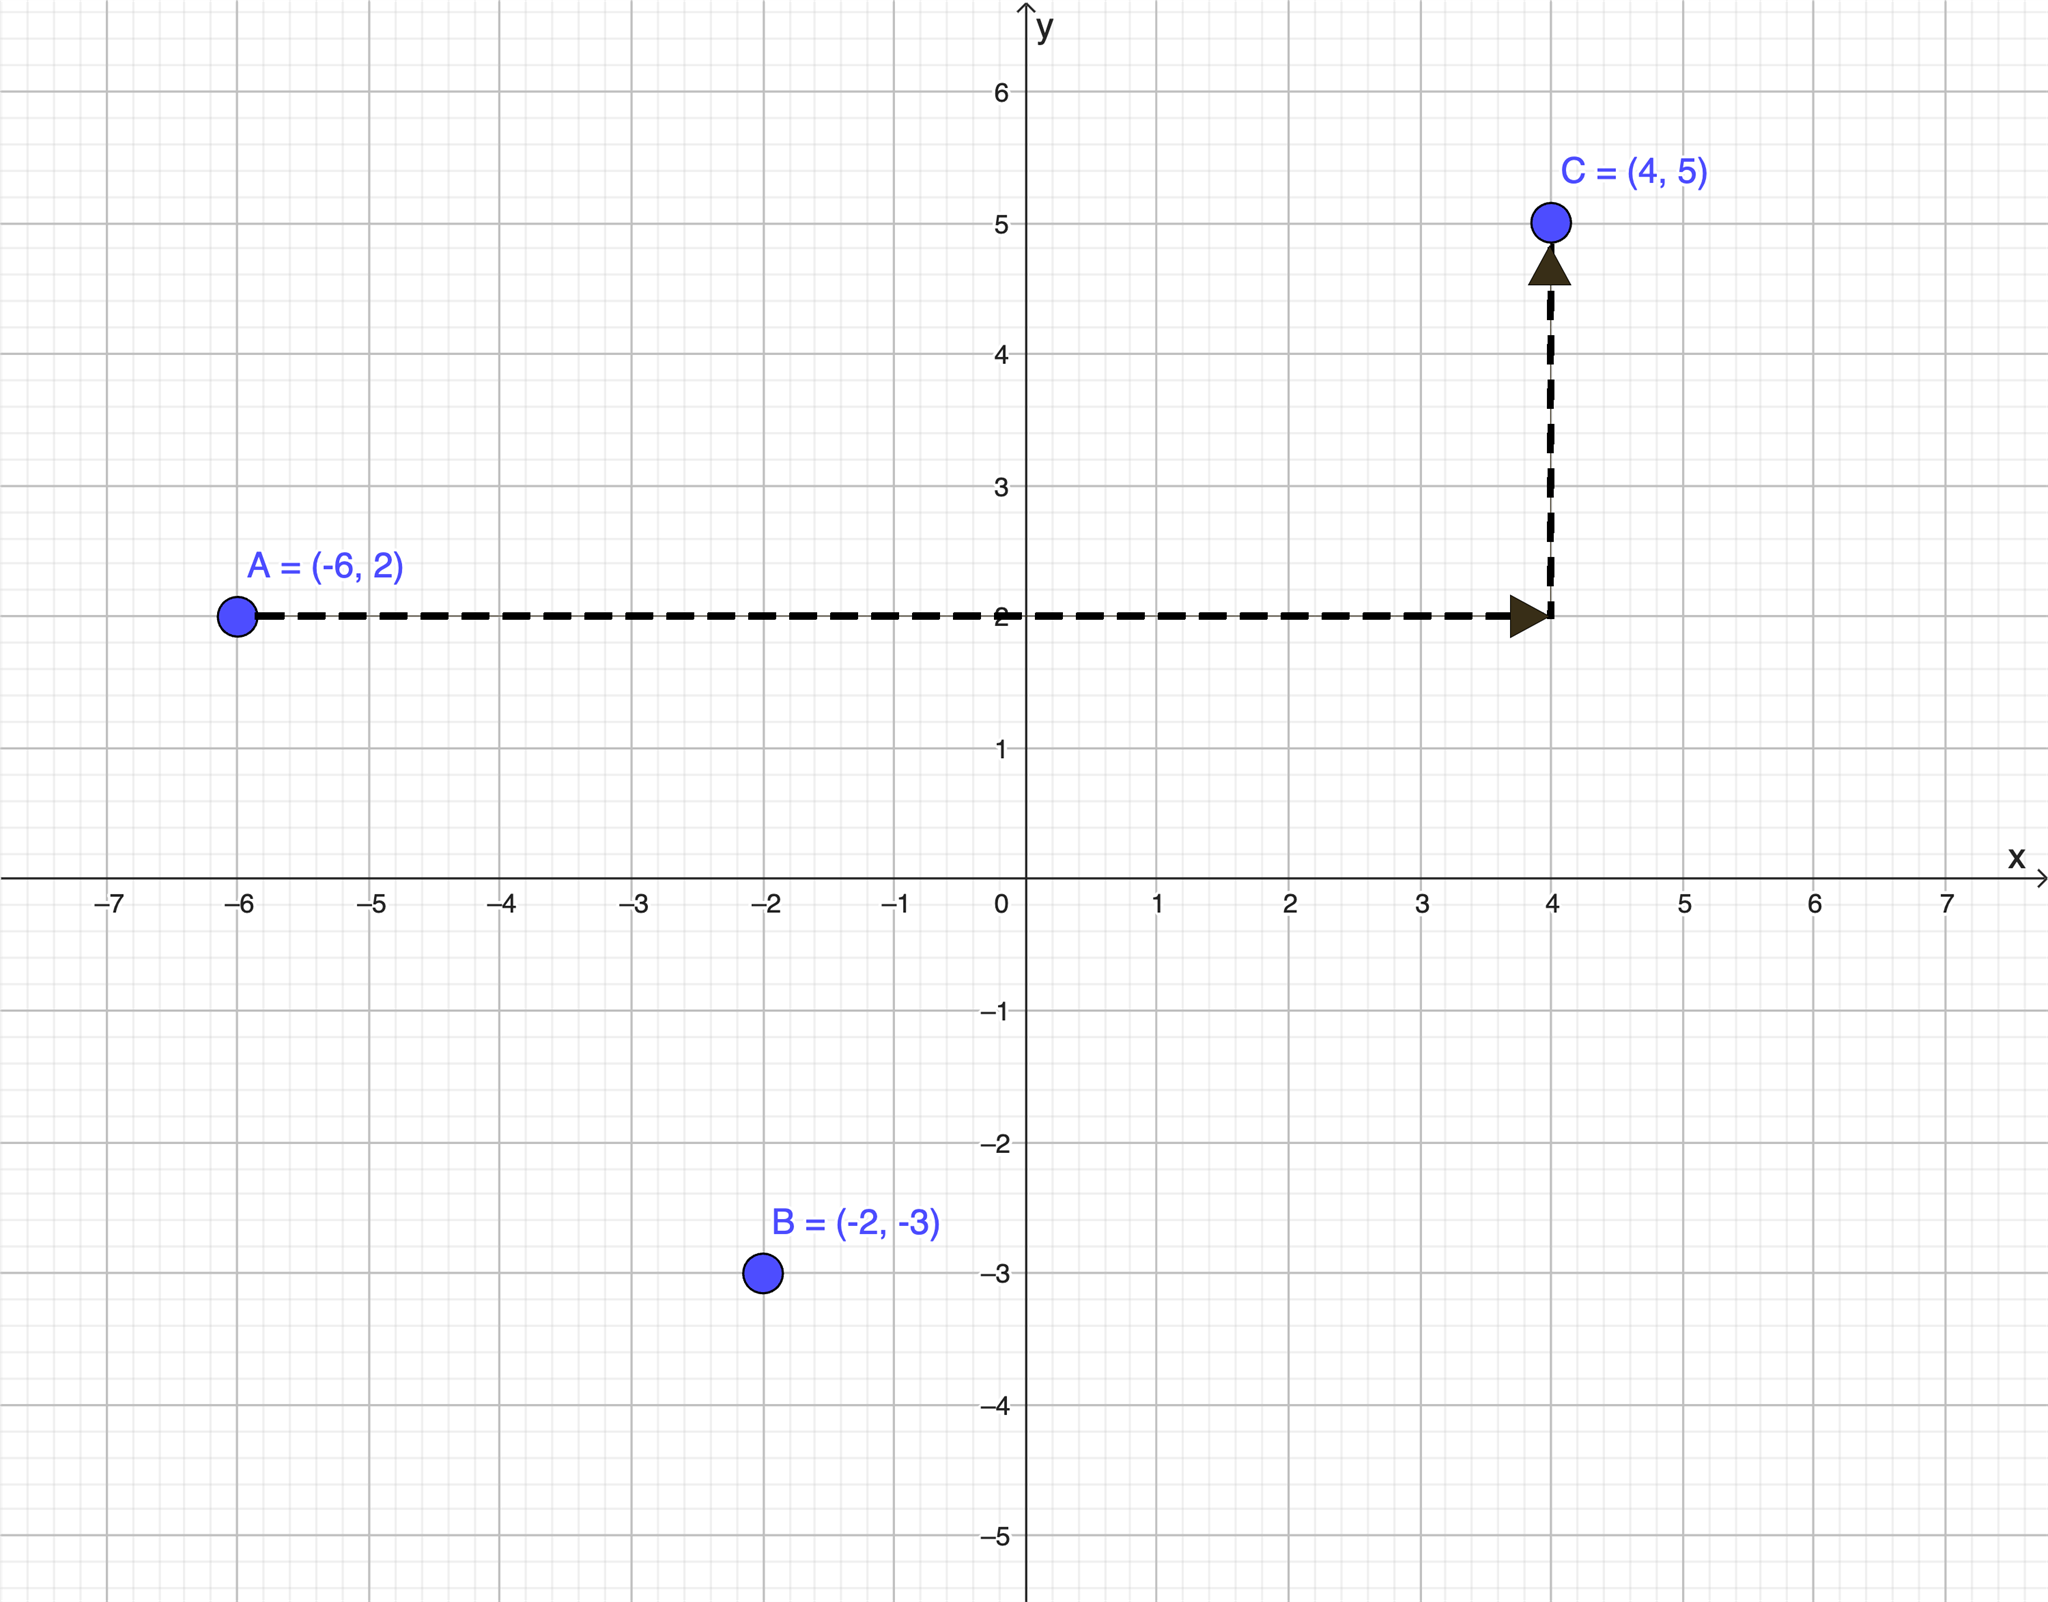 y
6
C = (4, 5)
5
4
3
A = (-6, 2)
2
1
x
–7 –6 –5 –4 –3 –2 –1 0 1 2 3 4 5 6 7
–1
–2
B = (-2, -3)
–3
–4
–5